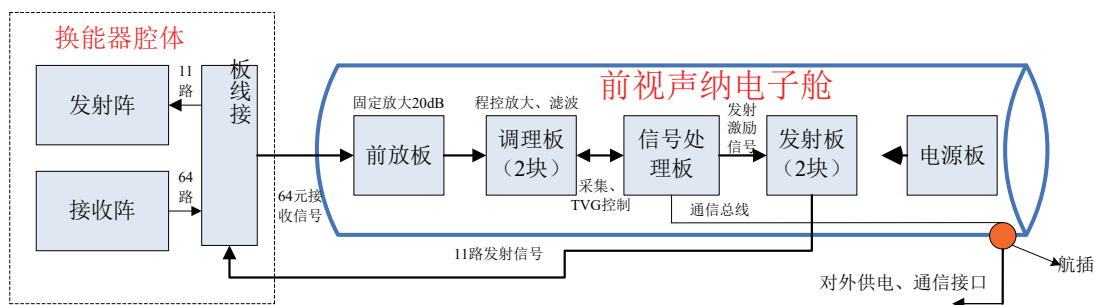 换能器腔体
发射阵
11
路
板
线
接
接收阵
64
路
64元接
收信号
前视声纳电子舱
固定放大20dB
前放板
程控放大、滤波
调理板
（2块）
采集、
TVG控制
信号处
理板
发射
激励
信号
发射板
（2块）
电源板
通信总线
11路发射信号
航插
对外供电、通信接口